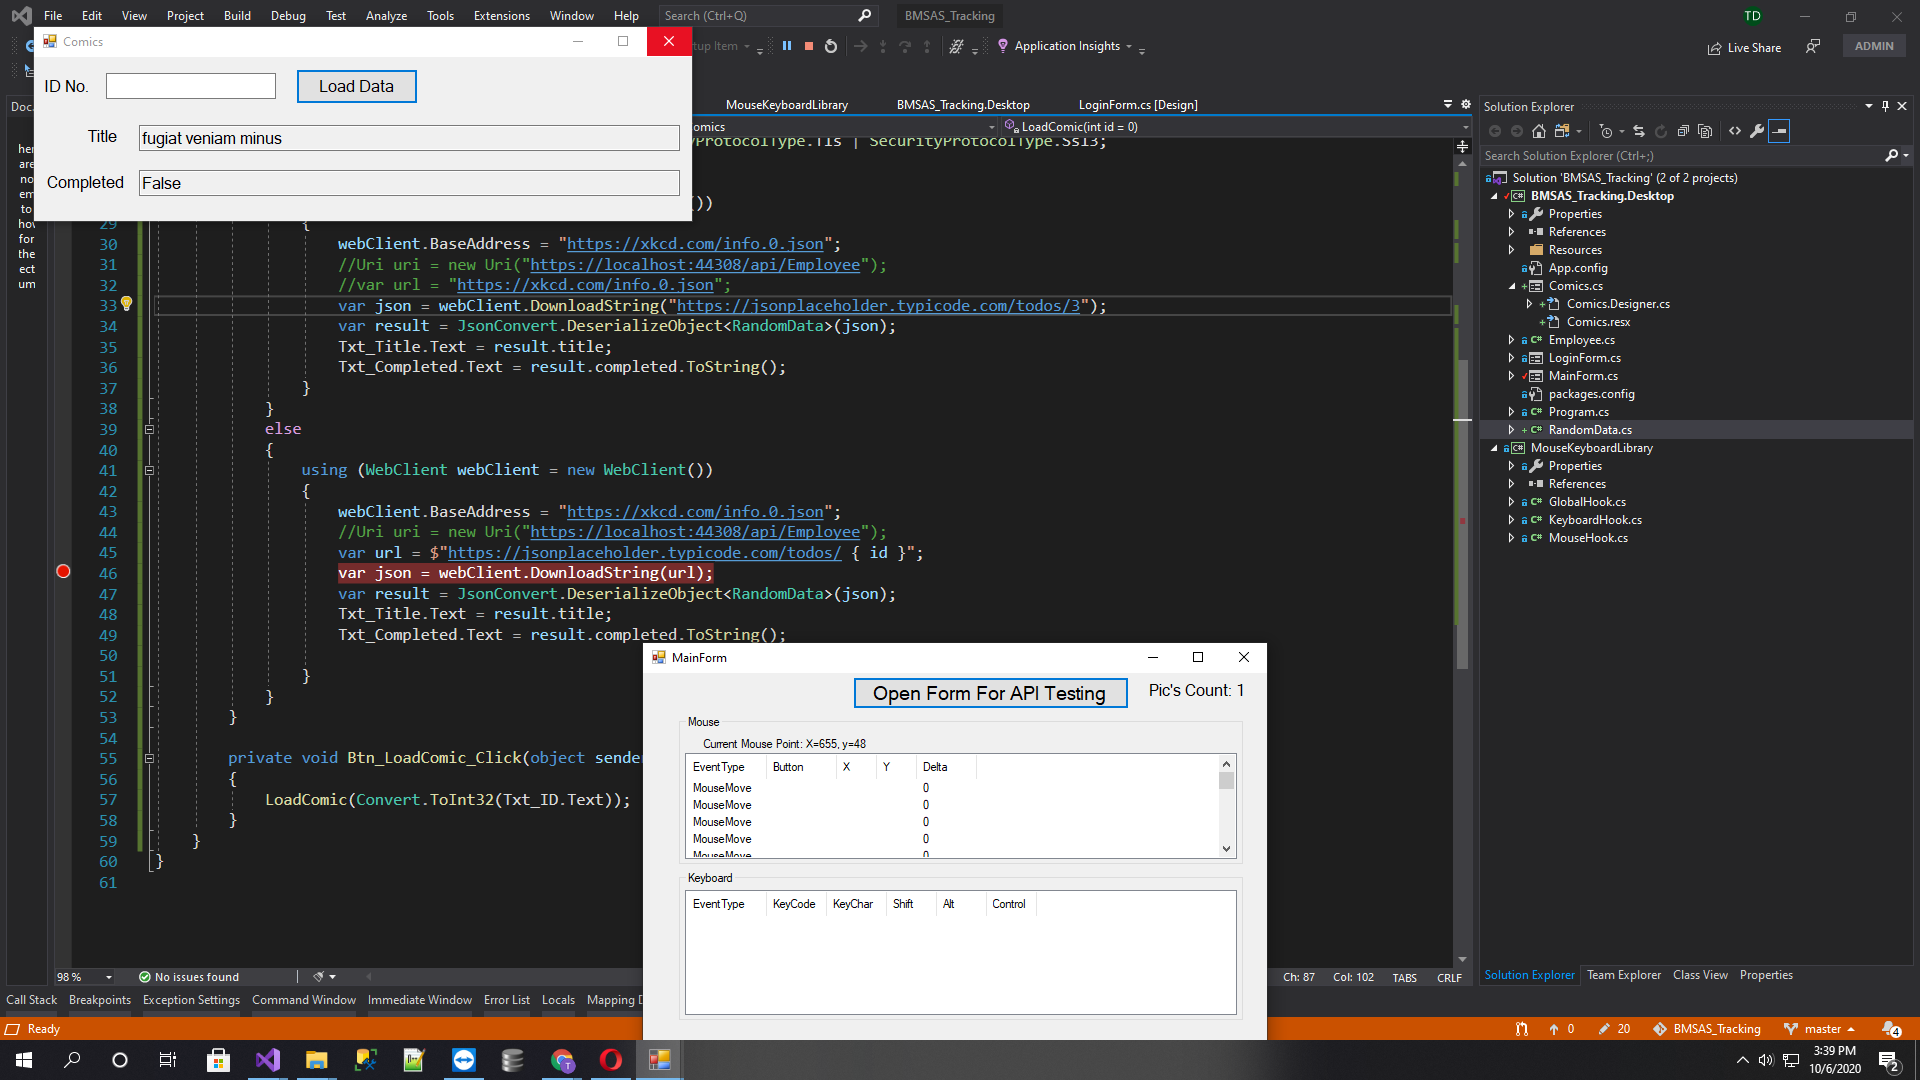 File Edit View Project Build Debug Test Analyze Tools Extensions Window Help Search (Ctrl+Q) BMSAS_Tracking TD
Comics
Application Insights
Live Share
ADMIN
ID No.
Load Data
Title
fugiat veniam minus
Completed
False
MouseKeyboardLibrary BMSAS_Tracking.Desktop LoginForm.cs [Design]
LoadComic(int id = 0)
| SecurityProtocolType.Ssl3;
())
29 {
30 webClient.BaseAddress = "https://xkcd.com/info.0.json";
31 //Uri uri = new Uri("https://localhost:44308/api/Employee");
32 //var url = "https://xkcd.com/info.0.json";
33 var json = webClient.DownloadString("https://jsonplaceholder.typicode.com/todos/3");
34 var result = JsonConvert.DeserializeObject<RandomData>(json);
35 Txt_Title.Text = result.title;
36 Txt_Completed.Text = result.completed.ToString();
37 }
38 }
39 else
40 {
41 using (WebClient webClient = new WebClient())
42 {
43 webClient.BaseAddress = "https://xkcd.com/info.0.json";
44 //Uri uri = new Uri("https://localhost:44308/api/Employee");
45 var url = $"https://jsonplaceholder.typicode.com/todos/ { id }";
46 var json = webClient.DownloadString(url);
47 var result = JsonConvert.DeserializeObject<RandomData>(json);
48 Txt_Title.Text = result.title;
49 Txt_Completed.Text = result.completed.ToString();
50
51 }
52 }
53 }
54
55 private void Btn_LoadComic_Click(object sende
56 {
57 LoadComic(Convert.ToInt32(Txt_ID.Text));
58 }
59 }
60 }
61
98 % No issues found
Ch: 87 Col: 102 TABS CRLF
MainForm
Open Form For API Testing
Pic's Count: 1
Mouse
Current Mouse Point: X=655, y=48
EventType Button X Y Delta
MouseMove 0
MouseMove 0
MouseMove 0
MouseMove 0
MouseMove 0
Keyboard
EventType KeyCode KeyChar Shift Alt Control
Solution Explorer
Search Solution Explorer (Ctrl+;)
Solution 'BMSAS_Tracking' (2 of 2 projects)
BMSAS_Tracking.Desktop
Properties
References
Resources
App.config
Comics.cs
Comics.Designer.cs
Comics.resx
Employee.cs
LoginForm.cs
MainForm.cs
packages.config
Program.cs
RandomData.cs
MouseKeyboardLibrary
Properties
References
GlobalHook.cs
KeyboardHook.cs
MouseHook.cs
Solution Explorer Team Explorer Class View Properties
Call Stack Breakpoints Exception Settings Command Window Immediate Window Error List Locals Mapping D
Ready
0 20 BMSAS_Tracking master 4
3:39 PM
10/6/2020
2